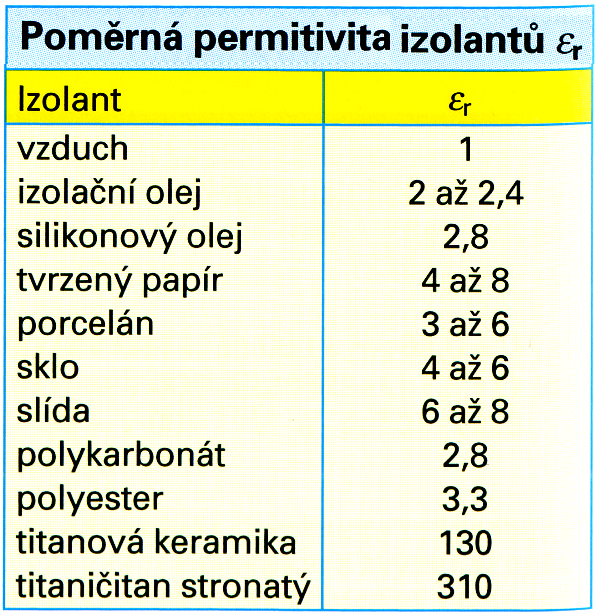 Poměrná permitivita izolantů εr
Izolant εr
vzduch 1
izolační olej 2 až 2,4
silikonový olej 2,8
tvrzený papír 4 až 8
porcelán 3 až 6
sklo 4 až 6
slída 6 až 8
polykarbonát 2,8
polyester 3,3
titanová keramika 130
titaničitan stronatý 310